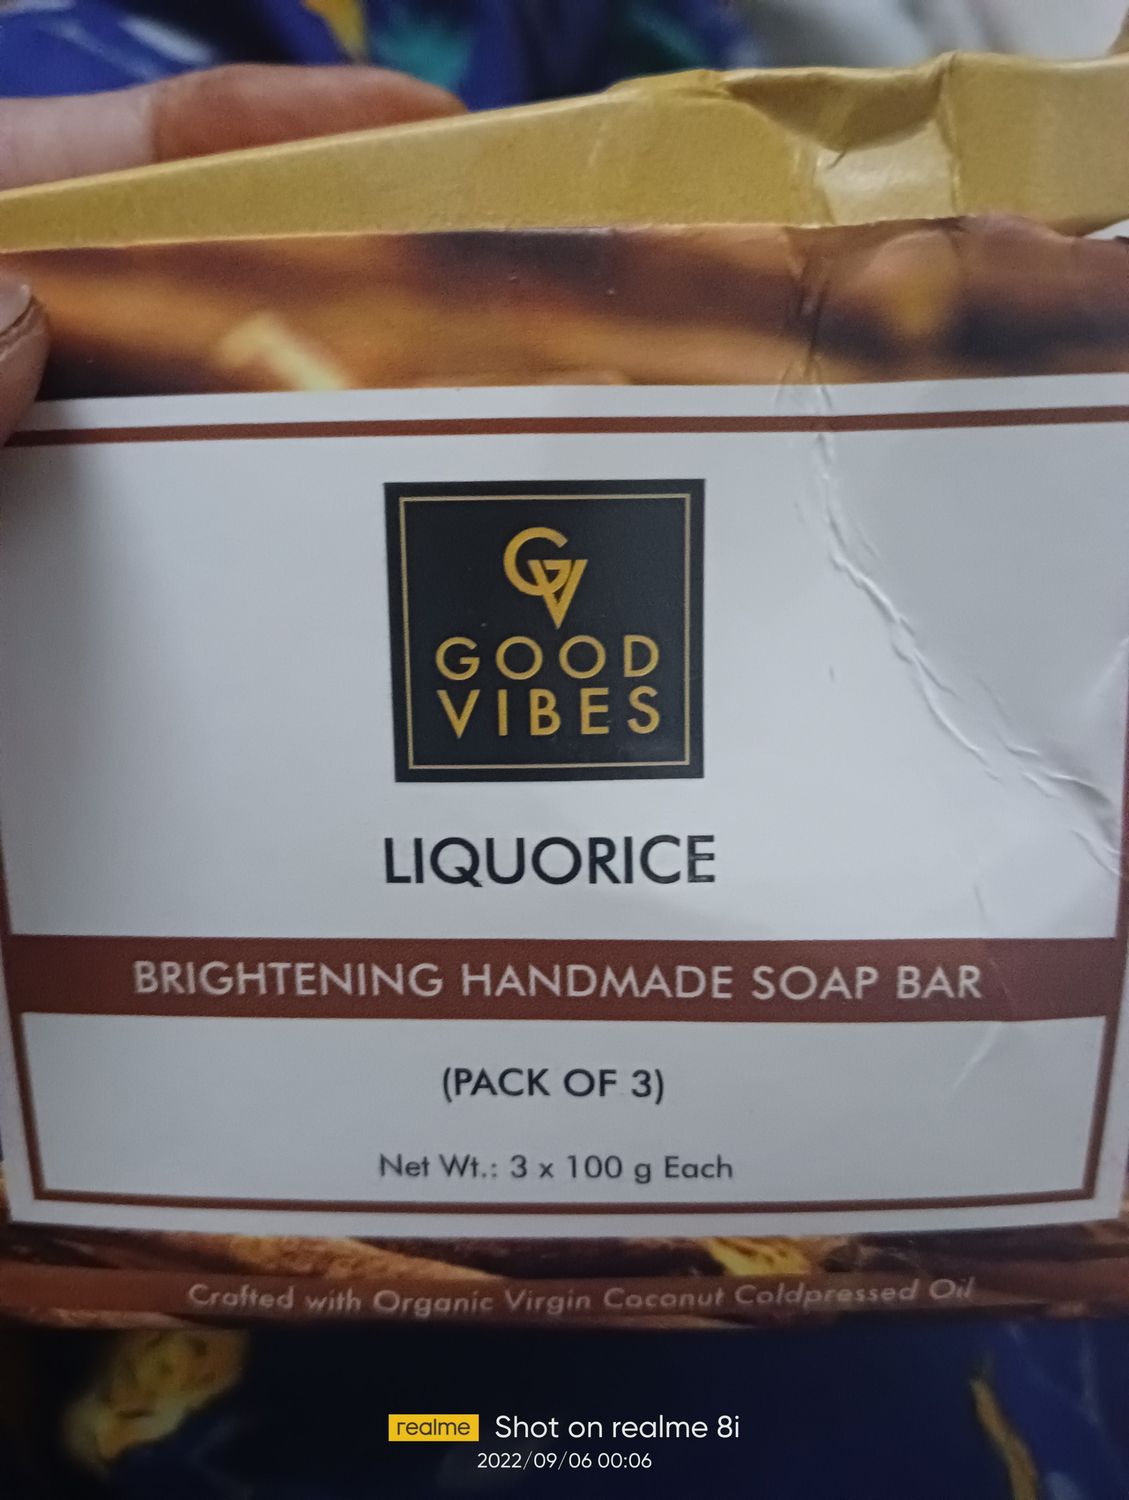 GV
GOOD
VIBES
LIQUORICE
BRIGHTENING HANDMADE SOAP BAR
(PACK OF 3)
Net Wt.: 3 x 100 g Each
Crafted with Organic Virgin Coconut Coldpressed Oil
realme Shot on realme 8i
2022/09/06 00:06